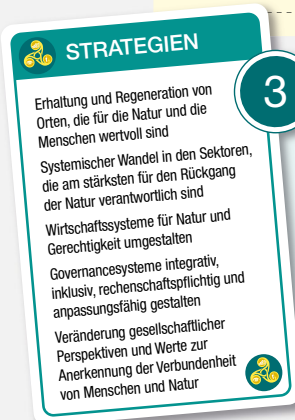 STRATEGIEN
3
Erhaltung und Regeneration von
Orten, die für die Natur und die
Menschen wertvoll sind
Systemischer Wandel in den Sektoren,
die am stärksten für den Rückgang
der Natur verantwortlich sind
Wirtschaftssysteme für Natur und
Gerechtigkeit umgestalten
Governancesysteme integrativ,
inklusiv, rechenschaftspflichtig und
anpassungsfähig gestalten
Veränderung gesellschaftlicher
Perspektiven und Werte zur
Anerkennung der Verbundenheit
von Menschen und Natur